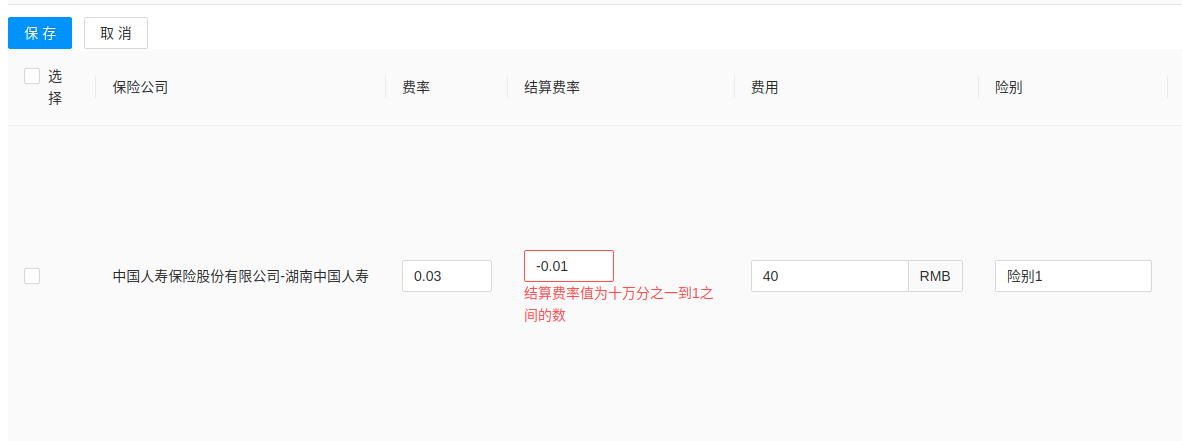 保 存 取 消
选
择
保险公司 费率 结算费率 费用 险别
中国人寿保险股份有限公司-湖南中国人寿 0.03 -0.01 40 RMB 险别1
结算费率值为十万分之一到1之
间的数